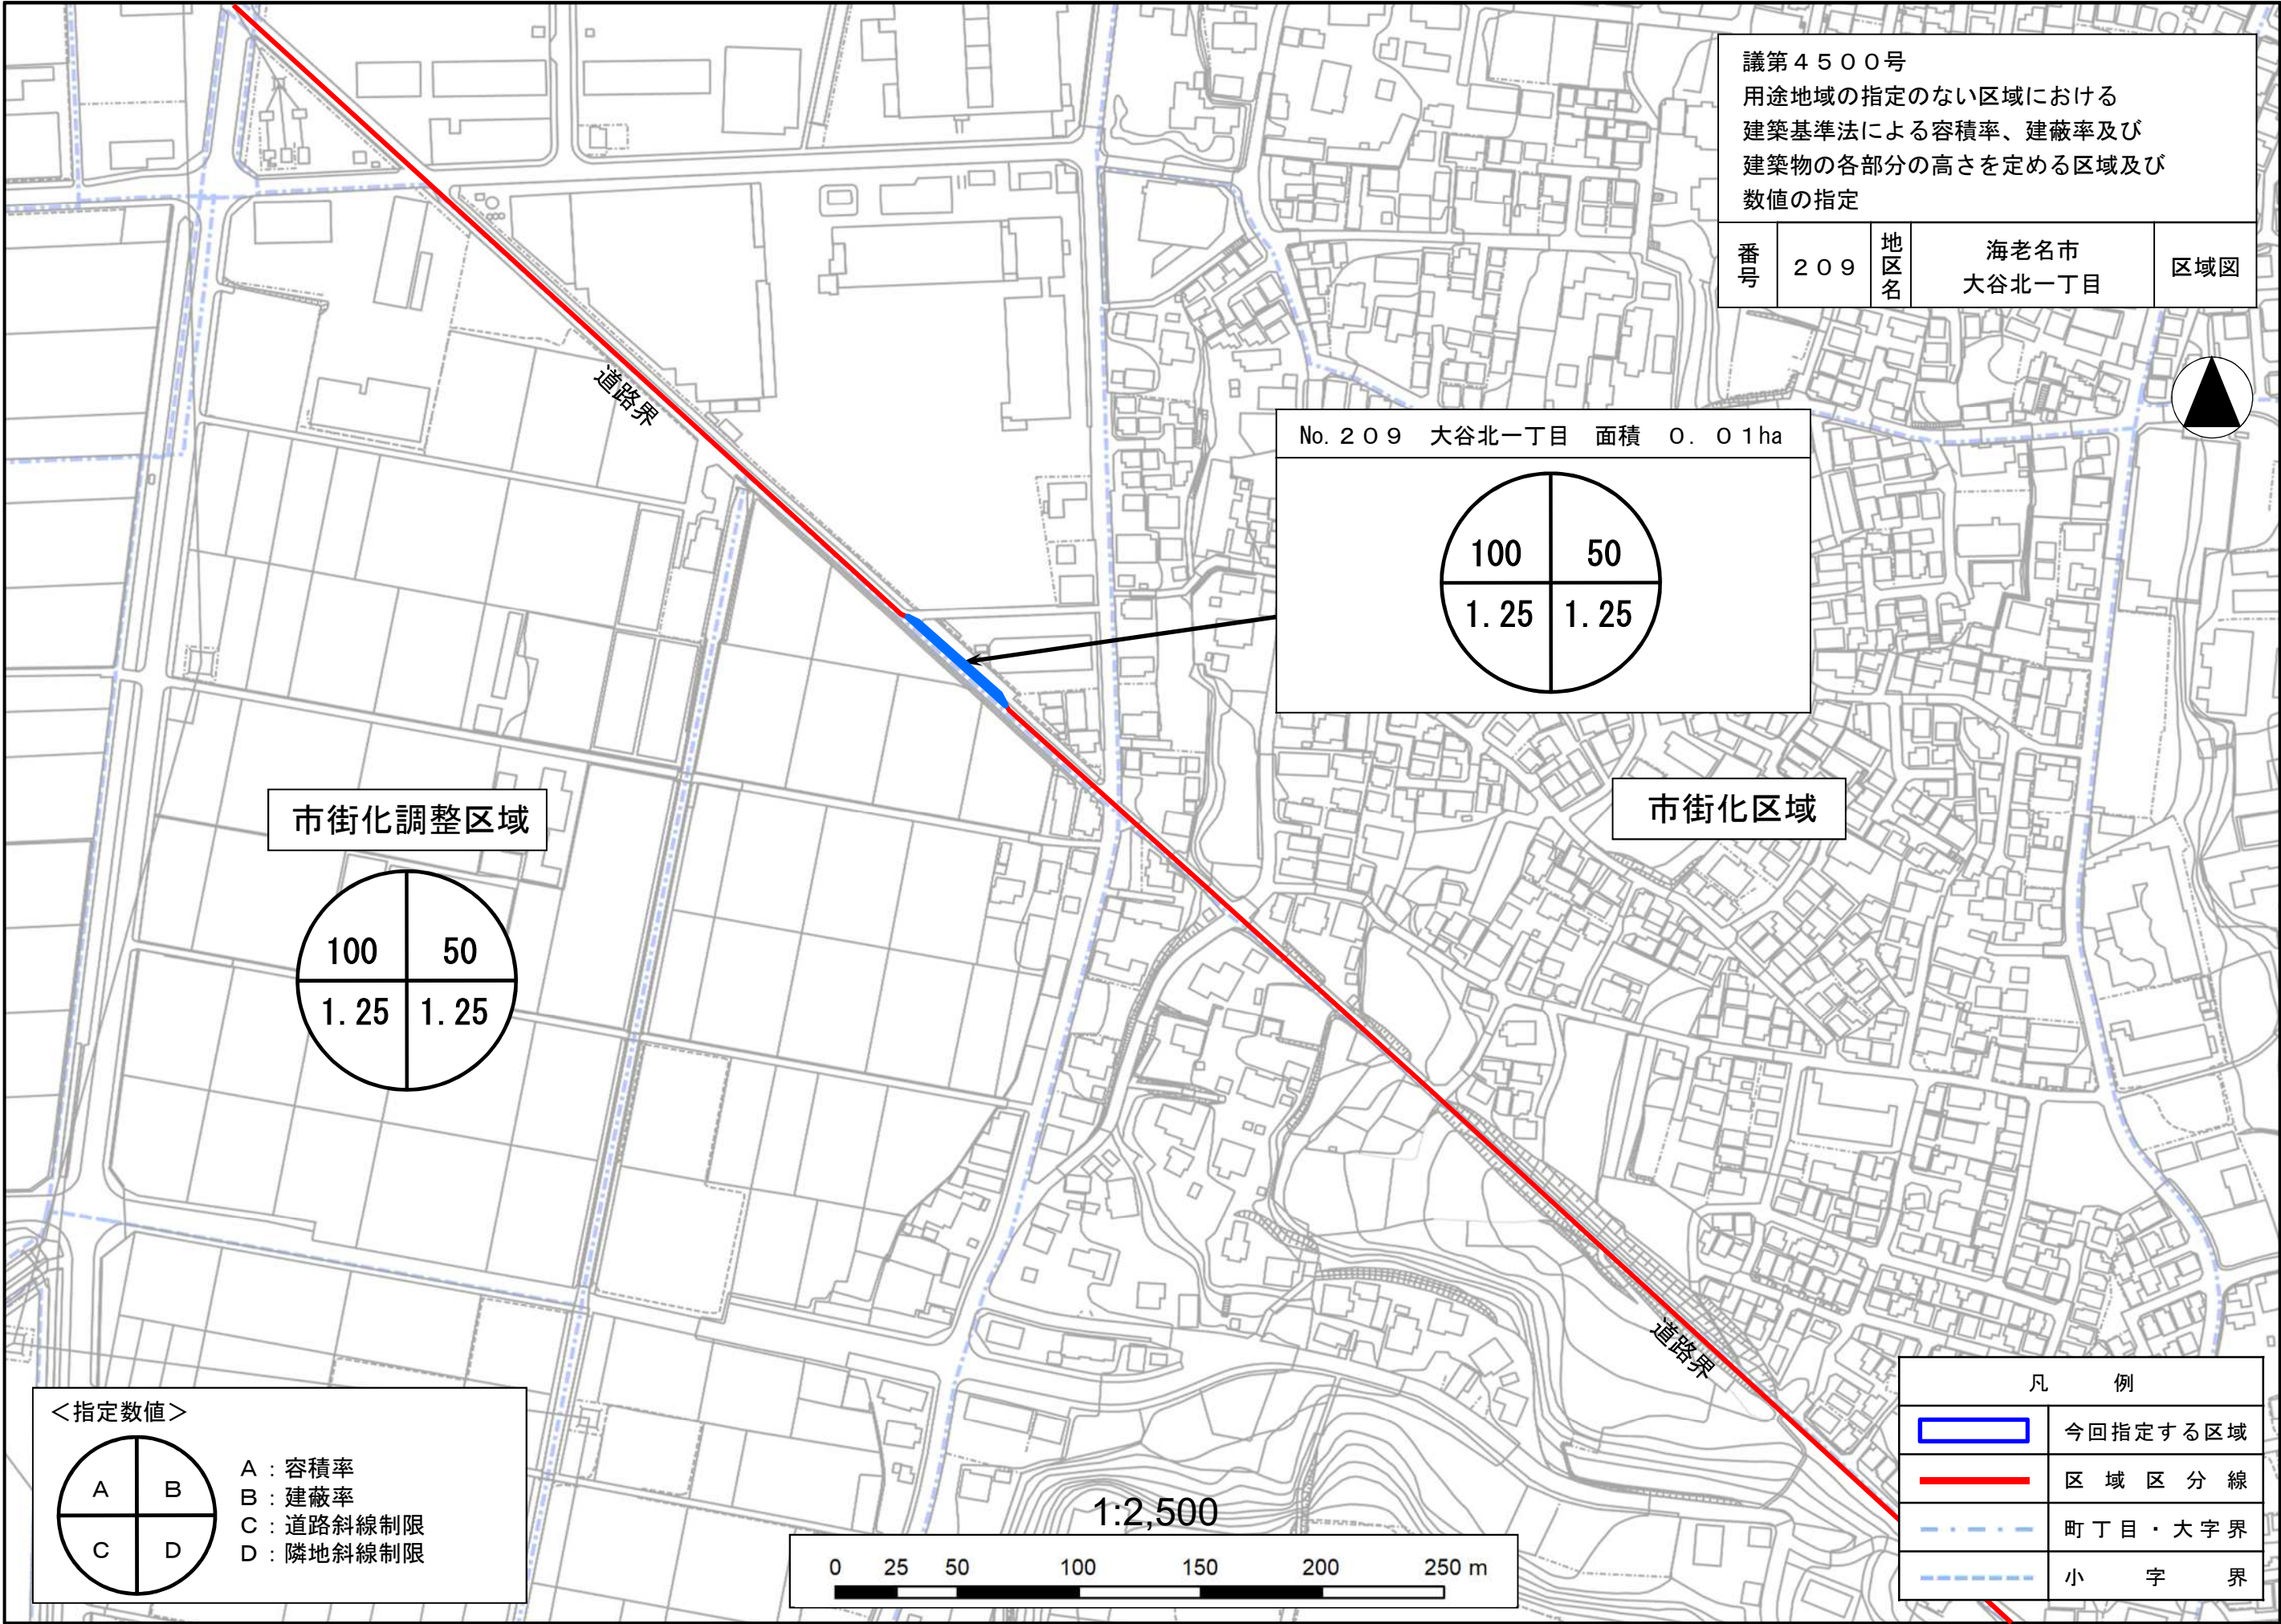 議第４５００号
用途地域の指定のない区域における
建築基準法による容積率、建蔽率及び
建築物の各部分の高さを定める区域及び
数値の指定
番号
２０９
地区名
海老名市
大谷北一丁目
区域図
道路界
No.２０９　大谷北一丁目　面積　０．０１ha
100 50
1.25 1.25
市街化調整区域
100 50
1.25 1.25
市街化区域
道路界
＜指定数値＞
A B
C D
A：容積率
B：建蔽率
C：道路斜線制限
D：隣地斜線制限
1:2,500
0 25 50 100 150 200 250 m
凡　例
今回指定する区域
区域区分線
町丁目・大字界
小字界